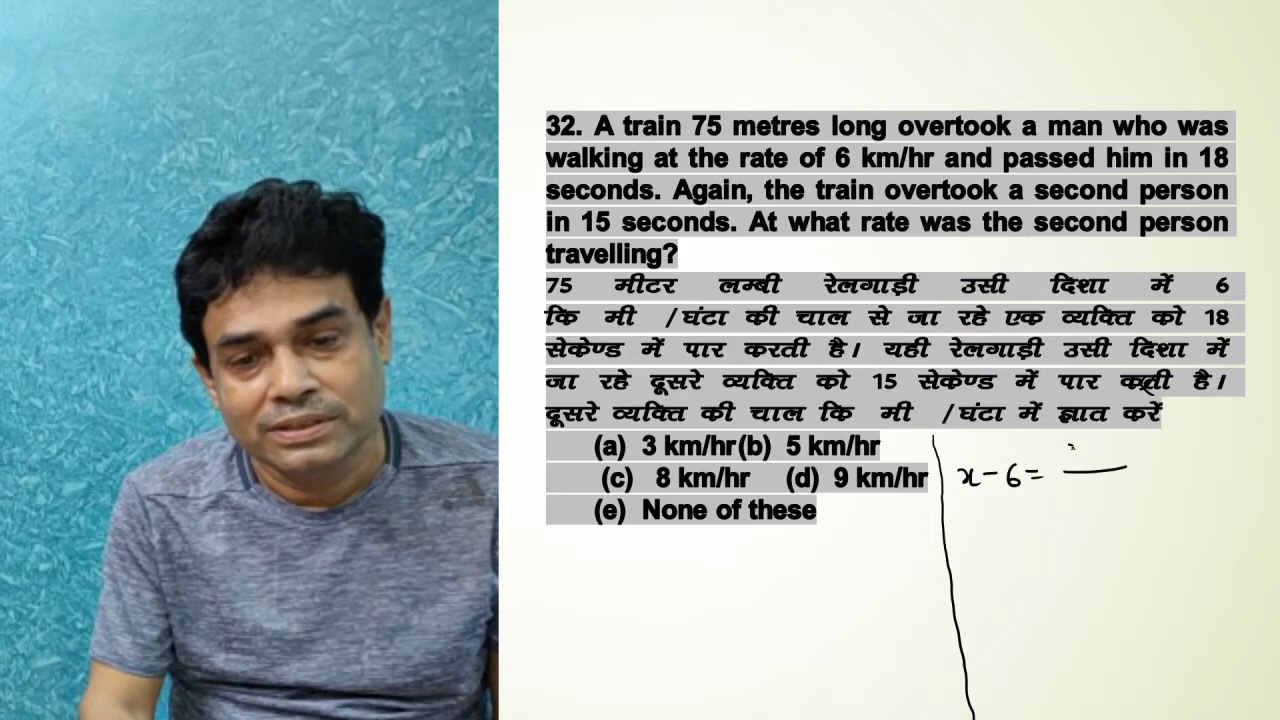 32. A train 75 metres long overtook a man who was
walking at the rate of 6 km/hr and passed him in 18
seconds. Again, the train overtook a second person
in 15 seconds. At what rate was the second person
travelling?
75 मीटर लम्बी रेलगाड़ी उसी दिशा में 6
कि मी /घंटा की चाल से जा रहे एक व्यक्ति को 18
सेकेण्ड में पार करती है। यही रेलगाड़ी उसी दिशा में
जा रहे दूसरे व्यक्ति को 15 सेकेण्ड में पार करती है।
दूसरे व्यक्ति की चाल कि मी /घंटा में ज्ञात करें
(a) 3 km/hr(b) 5 km/hr
(c) 8 km/hr (d) 9 km/hr
(e) None of these
x-6=